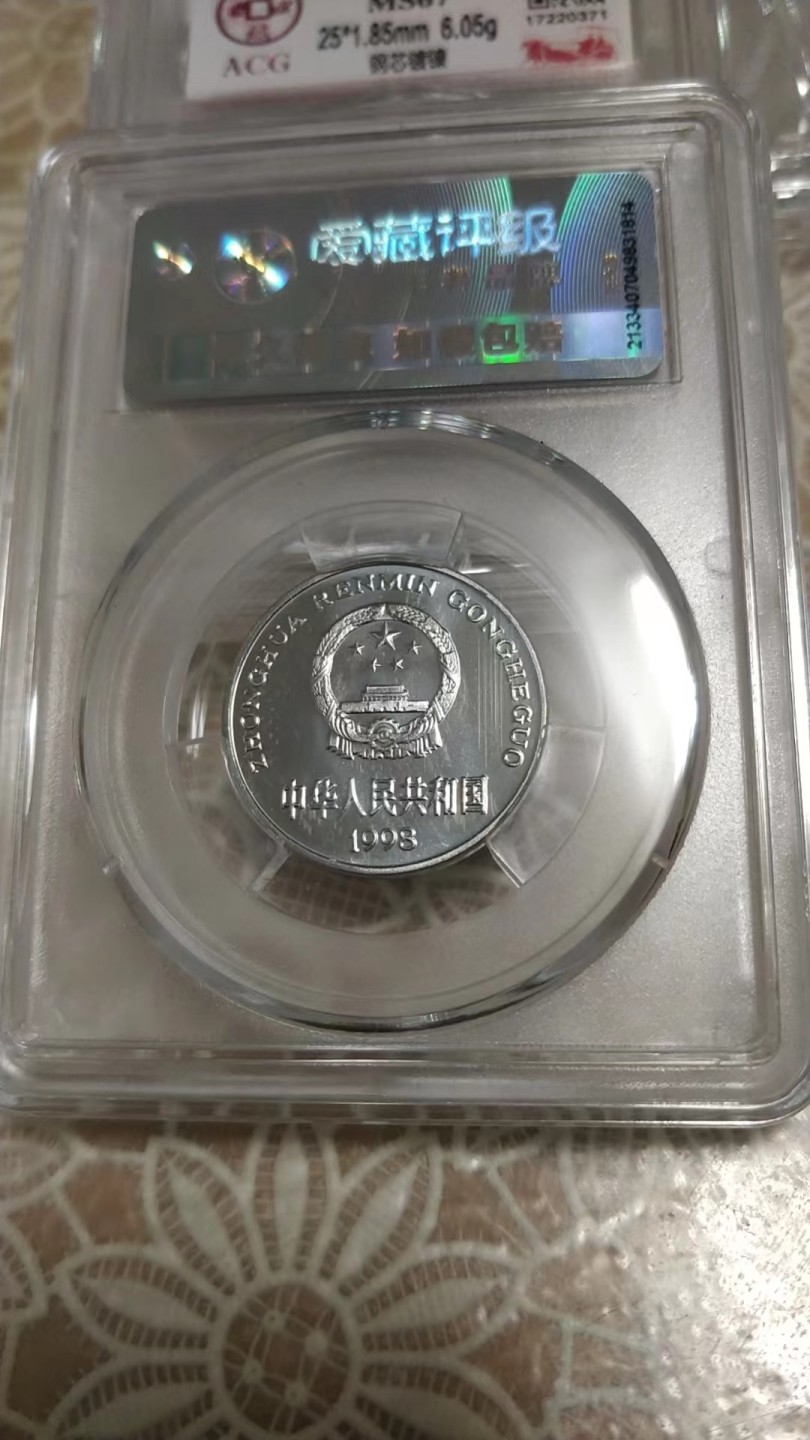 MS67
25*1.85mm 6.05g
17220371
ACG
钢芯镀镍
爱藏评级
2133407049831814
ZHONGHUA RENMIN GONGHEGUO
中华人民共和国
1998